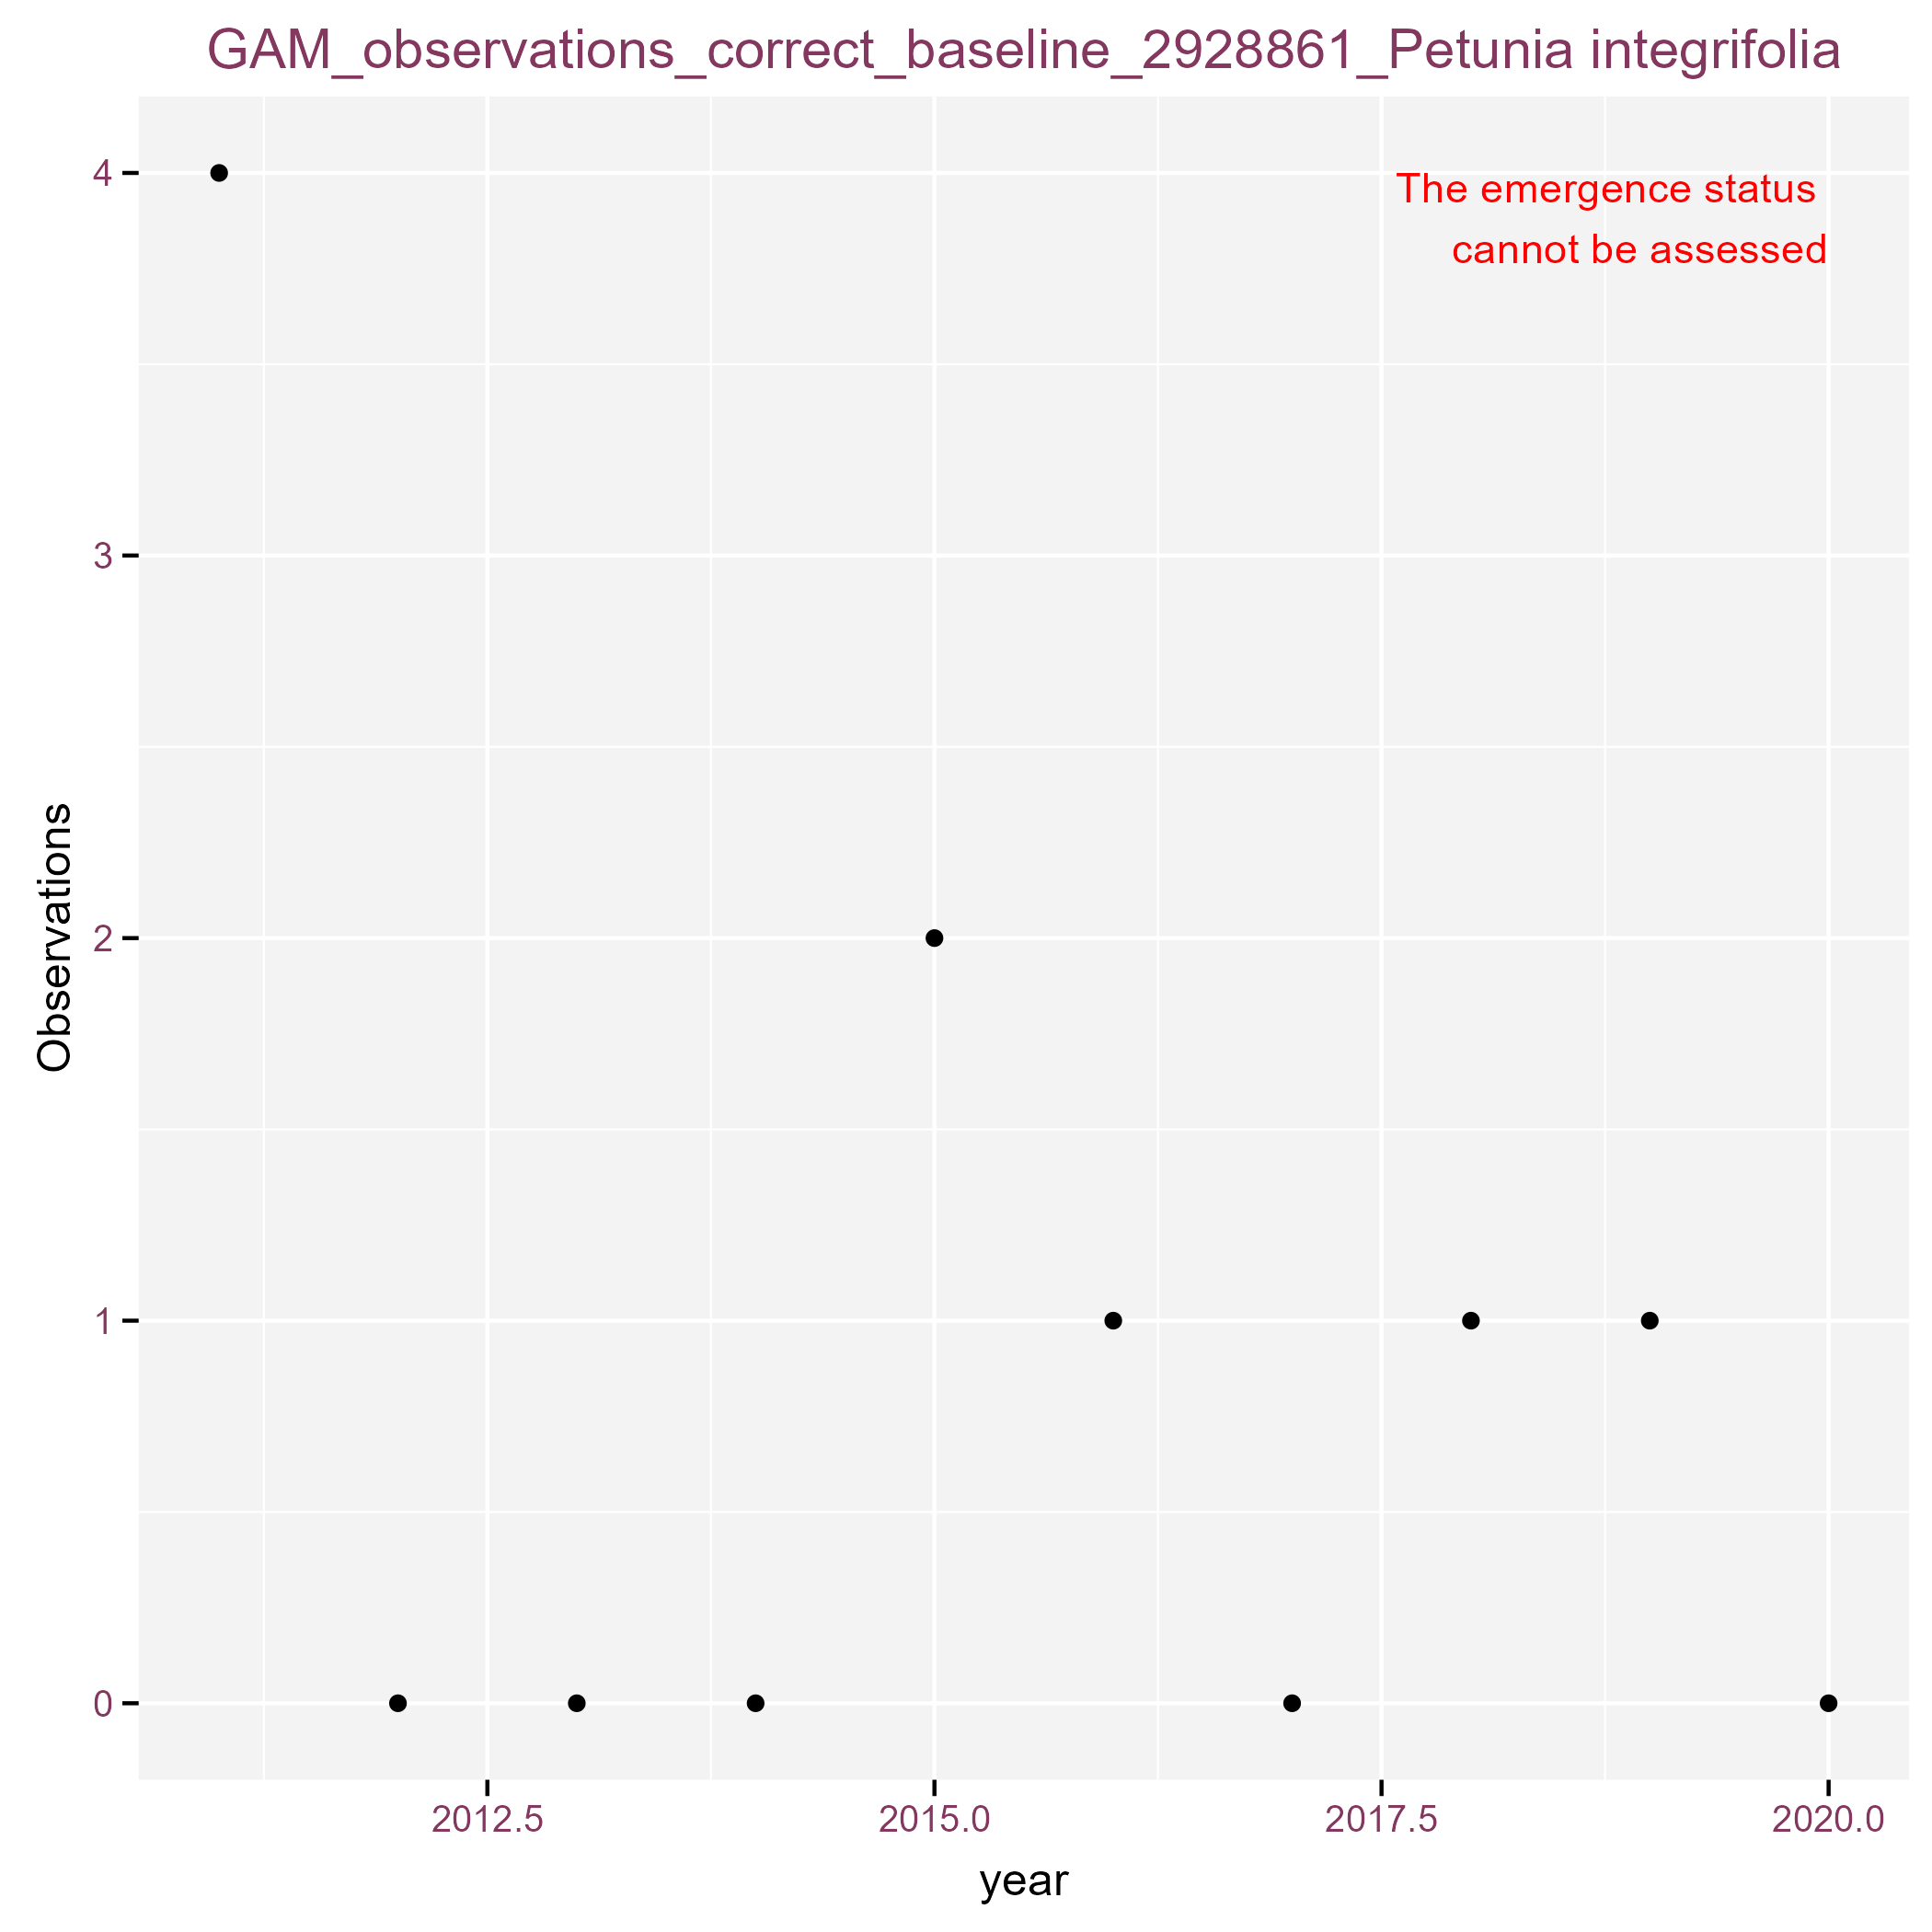 GAM_observations_correct_baseline_2928861_Petunia integrifolia
The emergence status
cannot be assessed
4
3
2
1
0
Observations
2012.5 2015.0 2017.5 2020.0
year